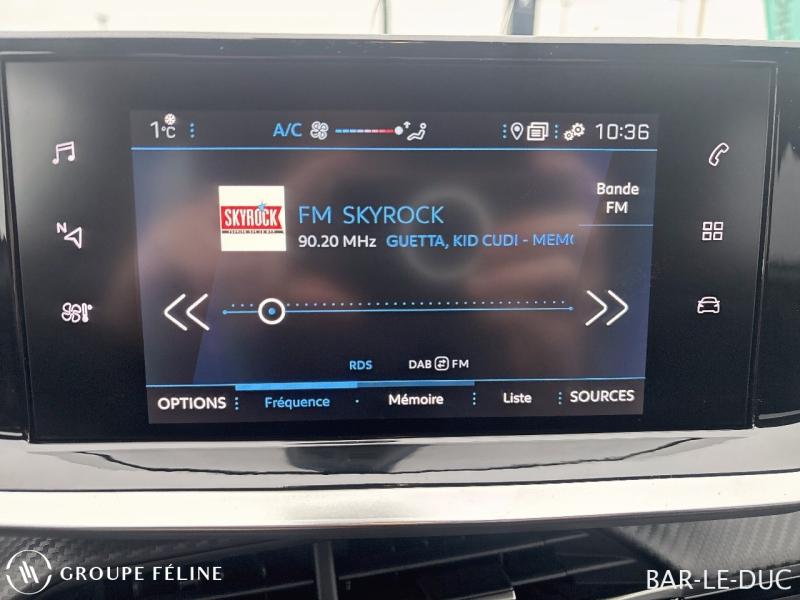 1°C A/C 10:36
N
SKYROCK
FM SKYROCK
90.20 MHz GUETTA, KID CUDI - MEMO
Bande
FM
RDS DAB FM
OPTIONS Fréquence Mémoire Liste SOURCES
GROUPE FÉLINE
BAR-LE-DUC